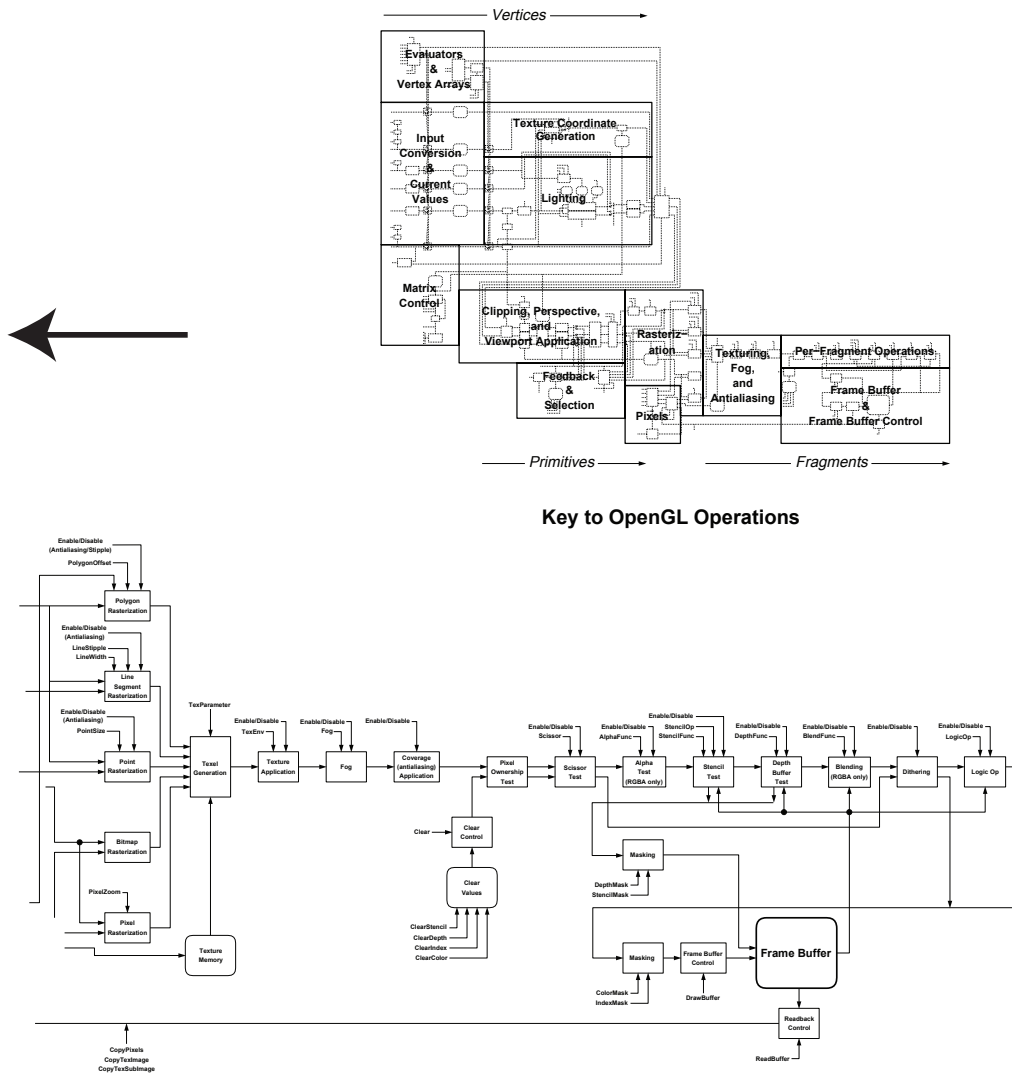 Vertices
Evaluators
&
Vertex Arrays
Texture Coordinate
Generation
Input
Conversion
&
Current
Values
Lighting
Matrix
Control
Clipping, Perspective,
and
Viewport Application
Rasteriz-
ation
Texturing,
Fog,
and
Antialiasing
Per-Fragment Operations
Feedback
&
Selection
Frame Buffer
&
Frame Buffer Control
Pixels
Primitives
Fragments
Key to OpenGL Operations
Enable/Disable
(Antialiasing/Stipple)
PolygonOffset
Polygon
Rasterization
Enable/Disable
(Antialiasing)
LineStipple
LineWidth
Line
Segment
Rasterization
Enable/Disable
(Antialiasing)
PointSize
Point
Rasterization
Bitmap
Rasterization
PixelZoom
Pixel
Rasterization
TexParameter
Texel
Generation
Texture
Memory
Enable/Disable
TexEnv
Texture
Application
Enable/Disable
Fog
Fog
Enable/Disable
Coverage
(antialiasing)
Application
Pixel
Ownership
Test
Clear
Clear
Control
Clear
Values
ClearStencil
ClearDepth
ClearIndex
ClearColor
Enable/Disable
Scissor
Scissor
Test
Enable/Disable
AlphaFunc
Alpha
Test
(RGBA only)
Enable/Disable
StencilOp
StencilFunc
Stencil
Test
Enable/Disable
DepthFunc
Depth
Buffer
Test
Enable/Disable
BlendFunc
Blending
(RGBA only)
Enable/Disable
Dithering
Enable/Disable
LogicOp
Logic Op
Masking
DepthMask
StencilMask
Masking
ColorMask
IndexMask
Frame Buffer
Control
DrawBuffer
Frame Buffer
Readback
Control
ReadBuffer
CopyPixels
CopyTexImage
CopyTexSubImage